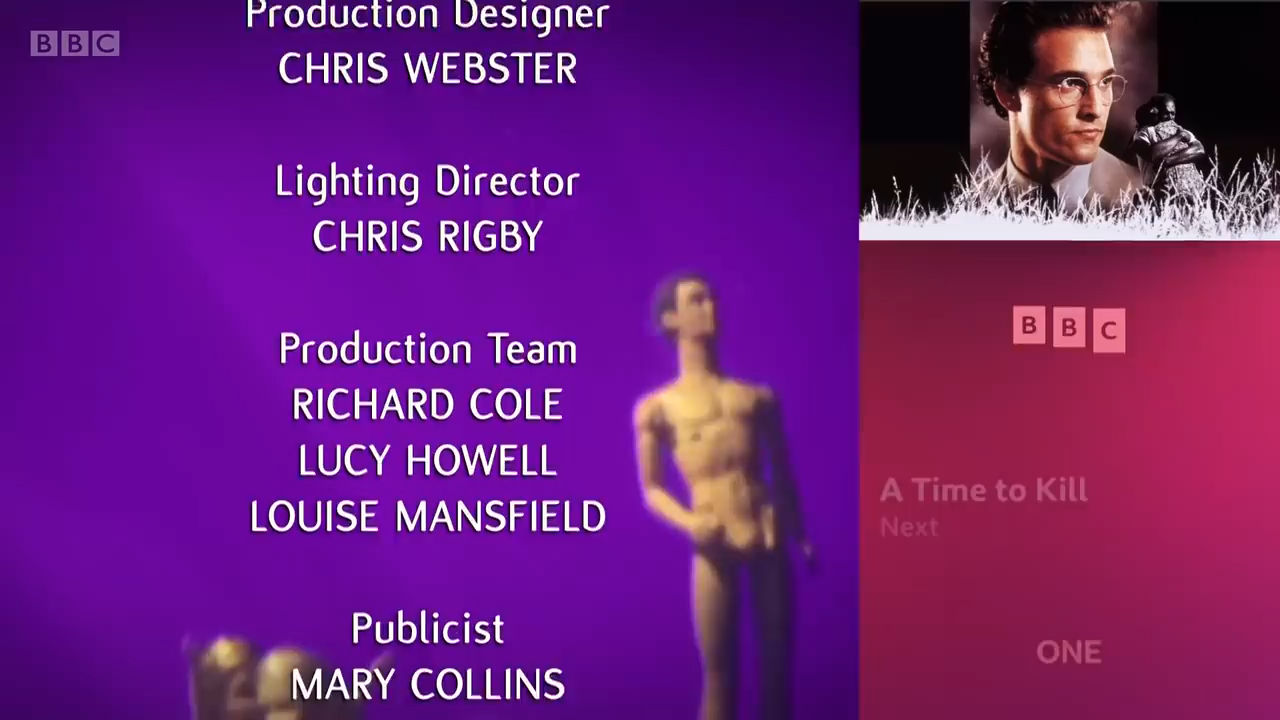 BBC
Production Designer
CHRIS WEBSTER
Lighting Director
CHRIS RIGBY
Production Team
RICHARD COLE
LUCY HOWELL
LOUISE MANSFIELD
Publicist
MARY COLLINS
BBC
A Time to Kill
Next
ONE